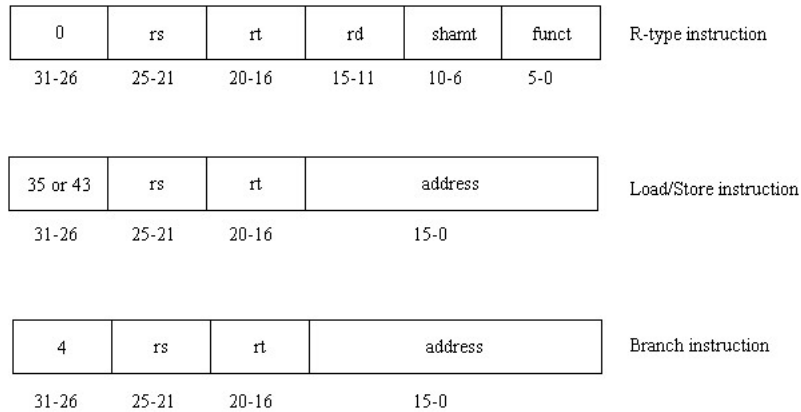 0 rs rt rd shamt funct R-type instruction
31-26 25-21 20-16 15-11 10-6 5-0
35 or 43 rs rt address Load/Store instruction
31-26 25-21 20-16 15-0
4 rs rt address Branch instruction
31-26 25-21 20-16 15-0